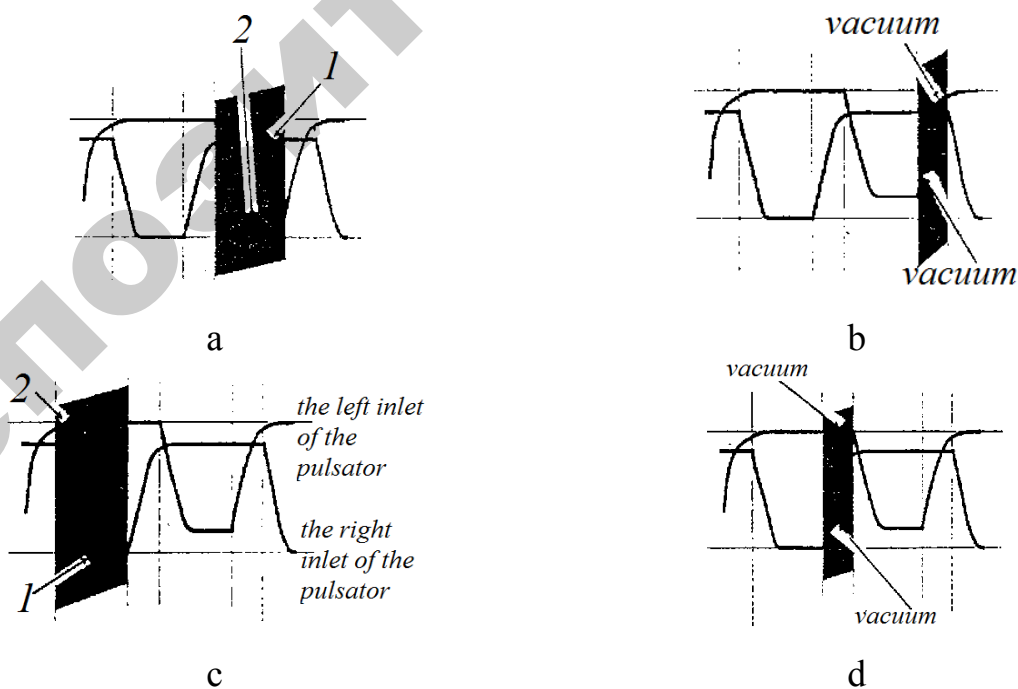 2
1
a
vacuum
vacuum
b
2
1
the left inlet
of the
pulsator
the right
inlet of the
pulsator
c
vacuum
vacuum
d